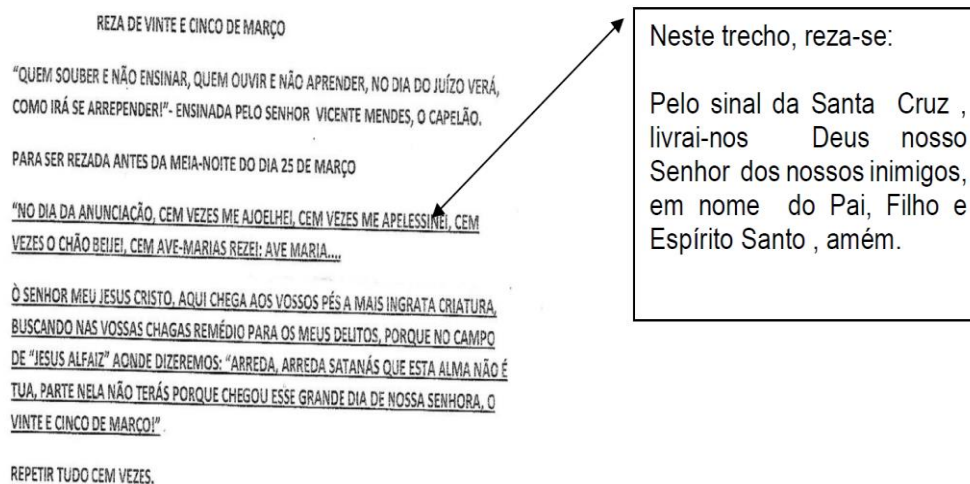 REZA DE VINTE E CINCO DE MARÇO
"QUEM SOUBER E NÃO ENSINAR, QUEM OUVIR E NÃO APRENDER, NO DIA DO JUÍZO VERÁ,
COMO IRÁ SE ARREPENDER!"- ENSINADA PELO SENHOR VICENTE MENDES, O CAPELÃO.
PARA SER REZADA ANTES DA MEIA-NOITE DO DIA 25 DE MARÇO
"NO DIA DA ANUNCIAÇÃO, CEM VEZES ME AJOELHEI, CEM VEZES ME APELESSINEI, CEM
VEZES O CHÃO BEIJEI, CEM AVE-MARIAS REZEI: AVE MARIA....
Ò SENHOR MEU JESUS CRISTO, AQUI CHEGA AOS VOSSOS PÉS A MAIS INGRATA CRIATURA,
BUSCANDO NAS VOSSAS CHAGAS REMÉDIO PARA OS MEUS DELITOS, PORQUE NO CAMPO
DE "JESUS ALFAIZ" AONDE DIZEREMOS: "ARREDA, ARREDA SATANÁS QUE ESTA ALMA NÃO É
TUA, PARTE NELA NÃO TERÁS PORQUE CHEGOU ESSE GRANDE DIA DE NOSSA SENHORA, O
VINTE E CINCO DE MARÇO!"
REPETIR TUDO CEM VEZES.
Neste trecho, reza-se:
Pelo sinal da Santa Cruz ,
livrai-nos Deus nosso
Senhor dos nossos inimigos,
em nome do Pai, Filho e
Espírito Santo , amém.